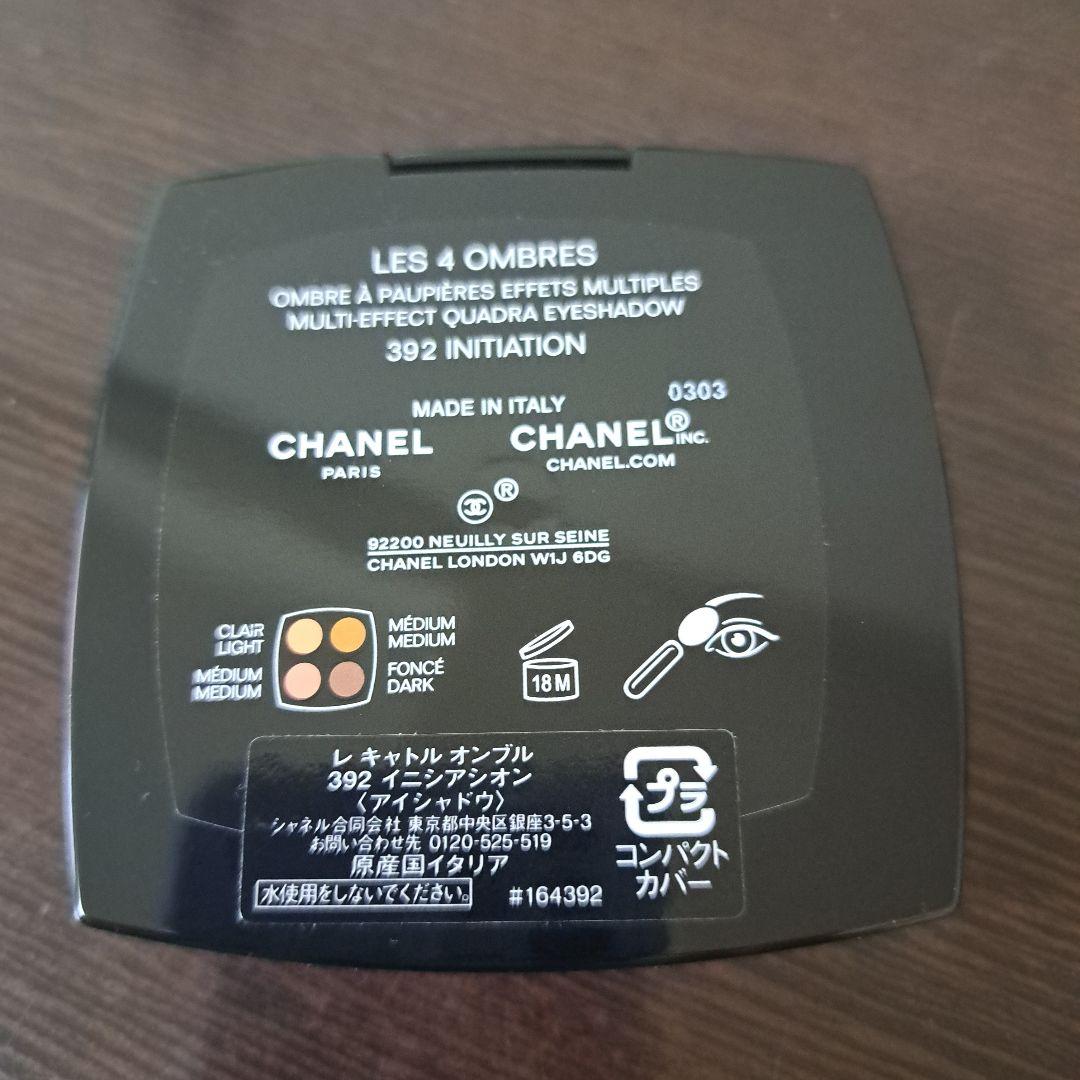 LES 4 OMBRES
OMBRE À PAUPIÈRES EFFETS MULTIPLES
MULTI-EFFECT QUADRA EYESHADOW
392 INITIATION
MADE IN ITALY
0303
CHANEL
PARIS
CHANEL® INC.
CHANEL.COM
®
92200 NEUILLY SUR SEINE
CHANEL LONDON W1J 6DG
CLAIR
LIGHT
MÉDIUM
MEDIUM
MÉDIUM
MEDIUM
FONCÉ
DARK
18 M
レ キャトル オンブル
392 イニシアシオン
〈アイシャドウ〉
シャネル合同会社 東京都中央区銀座3-5-3
お問い合わせ先 0120-525-519
原産国イタリア
水使用をしないでください。
#164392
プラ
コンパクト
カバー